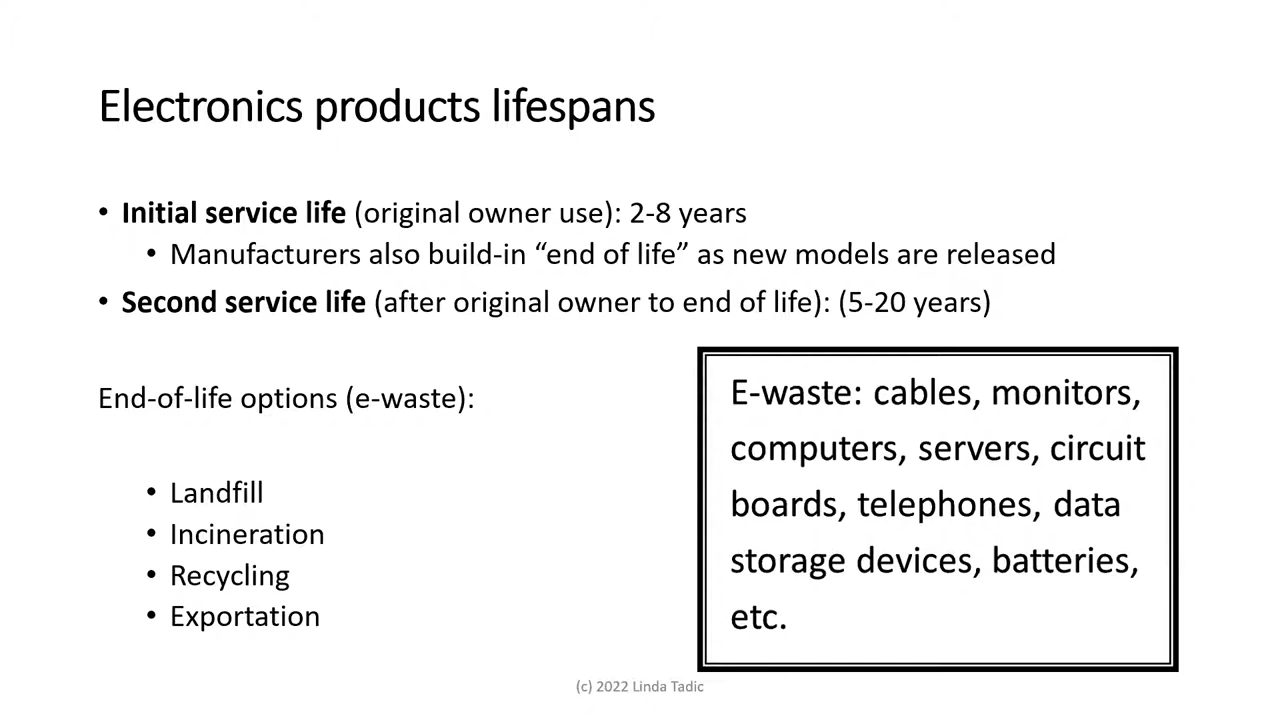 Electronics products lifespans
• Initial service life (original owner use): 2-8 years
• Manufacturers also build-in “end of life” as new models are released
• Second service life (after original owner to end of life): (5-20 years)
End-of-life options (e-waste):
• Landfill
• Incineration
• Recycling
• Exportation
E-waste: cables, monitors,
computers, servers, circuit
boards, telephones, data
storage devices, batteries,
etc.
(c) 2022 Linda Tadic